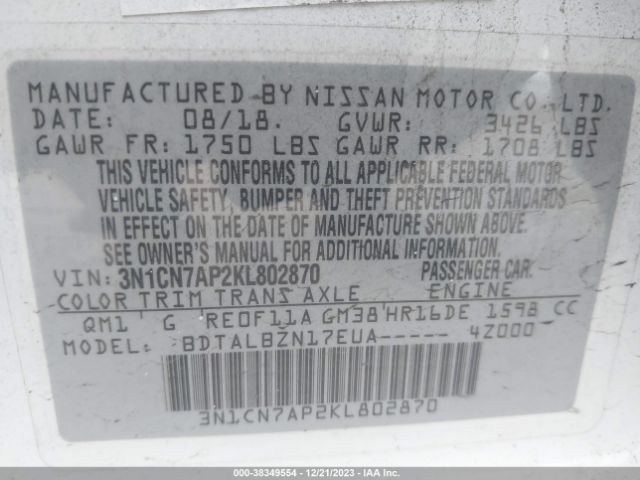 MANUFACTURED BY NISSAN MOTOR CO., LTD.
DATE: 08/18. GVWR: 3426 LBS
GAWR FR: 1750 LBS GAWR RR: 1708 LBS
THIS VEHICLE CONFORMS TO ALL APPLICABLE FEDERAL MOTOR
VEHICLE SAFETY, BUMPER AND THEFT PREVENTION STANDARDS
IN EFFECT ON THE DATE OF MANUFACTURE SHOWN ABOVE.
SEE OWNER'S MANUAL FOR ADDITIONAL INFORMATION.
VIN: 3N1CN7AP2KL802870 PASSENGER CAR.
COLOR TRIM TRANS AXLE ENGINE
QM1 ' G RE0F11A GM38'HR16DE 1598 CC
MODEL: BDTALBZN17EUA----- 4Z000
3N1CN7AP2KL802870
000-38349554 - 12/21/2023 - IAA Inc.